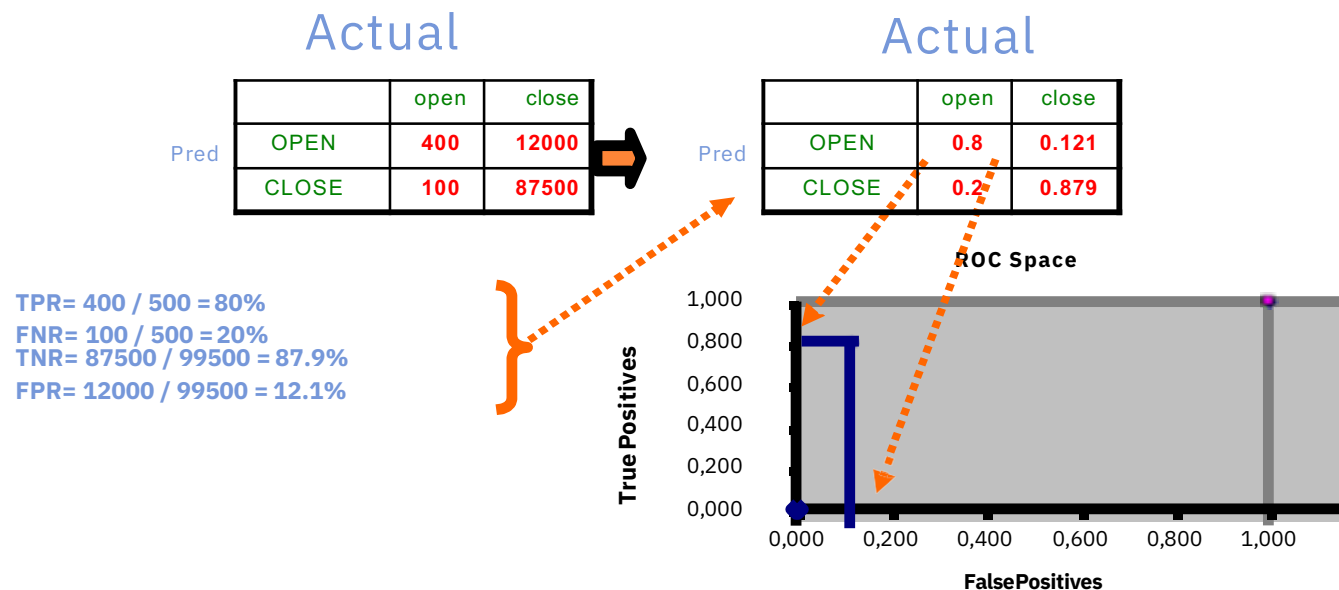 Actual
open close
OPEN 400 12000
Pred
CLOSE 100 87500
Actual
open close
OPEN 0.8 0.121
Pred
CLOSE 0.2 0.879
TPR= 400 / 500 = 80%
FNR= 100 / 500 = 20%
TNR= 87500 / 99500 = 87.9%
FPR= 12000 / 99500 = 12.1%
ROC Space
True Positives
1,000
0,800
0,600
0,400
0,200
0,000
0,000 0,200 0,400 0,600 0,800 1,000
False Positives